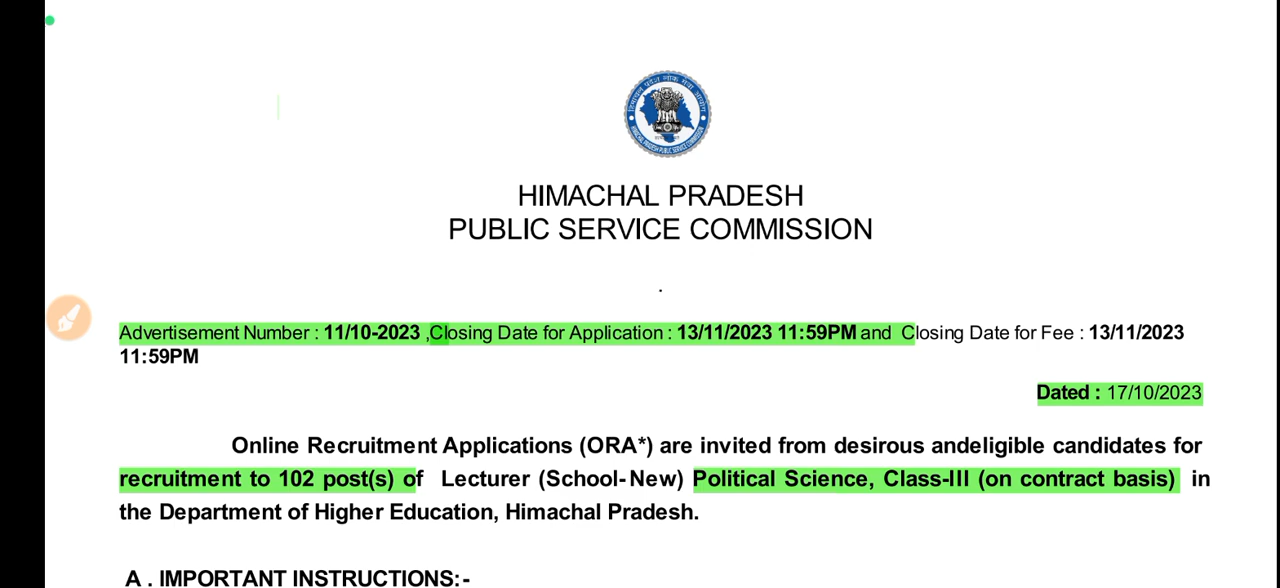 HIMACHAL PRADESH
PUBLIC SERVICE COMMISSION
.
Advertisement Number : 11/10-2023 ,Closing Date for Application : 13/11/2023 11:59PM and Closing Date for Fee : 13/11/2023
11:59PM
Dated : 17/10/2023
Online Recruitment Applications (ORA*) are invited from desirous andeligible candidates for
recruitment to 102 post(s) of Lecturer (School-New) Political Science, Class-III (on contract basis) in
the Department of Higher Education, Himachal Pradesh.
A . IMPORTANT INSTRUCTIONS:-